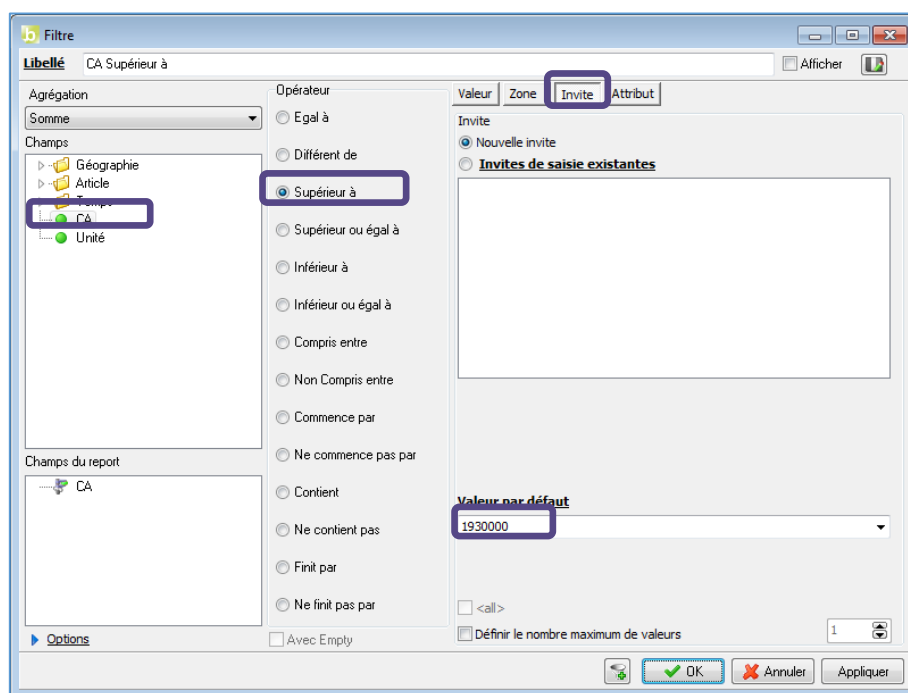 Filtre
Libellé CA Supérieur à Afficher
Agrégation
Somme
Champs
Géographie
Article
Temps
CA
Unité
Champs du report
CA
Options
Opérateur
Egal à
Différent de
Supérieur à
Supérieur ou égal à
Inférieur à
Inférieur ou égal à
Compris entre
Non Compris entre
Commence par
Ne commence pas par
Contient
Ne contient pas
Finit par
Ne finit pas par
Avec Empty
Valeur Zone Invite Attribut
Invite
Nouvelle invite
Invites de saisie existantes
Valeur par défaut
1930000
<all>
Définir le nombre maximum de valeurs 1
OK Annuler Appliquer